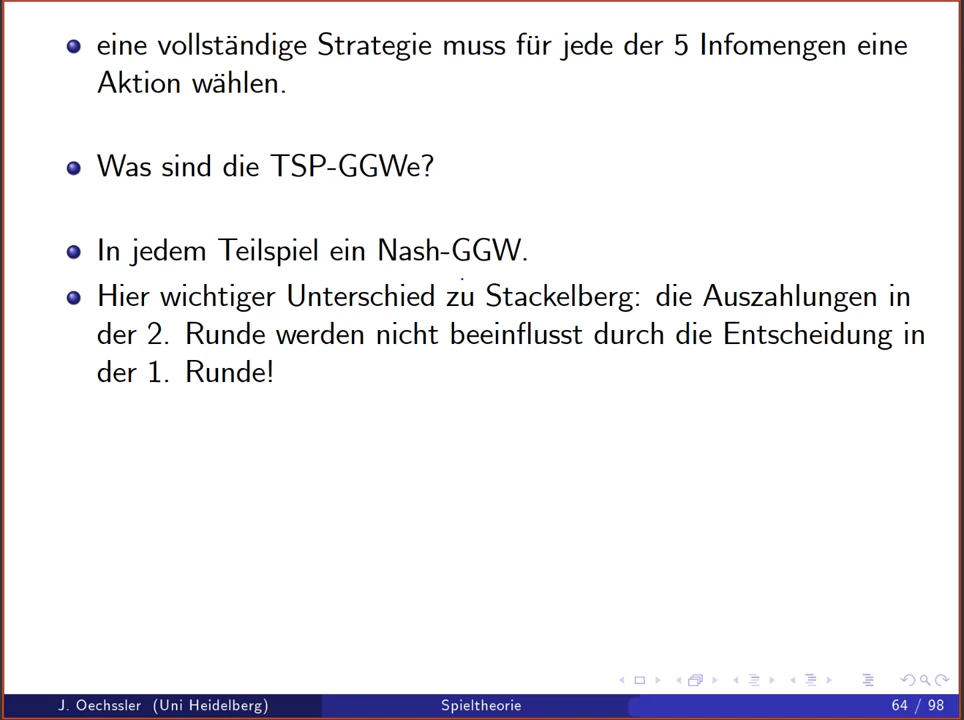 eine vollständige Strategie muss für jede der 5 Infomengen eine
Aktion wählen.
Was sind die TSP-GGWe?
In jedem Teilspiel ein Nash-GGW.
Hier wichtiger Unterschied zu Stackelberg: die Auszahlungen in
der 2. Runde werden nicht beeinflusst durch die Entscheidung in
der 1. Runde!
J. Oechssler (Uni Heidelberg)
Spieltheorie
64 / 98